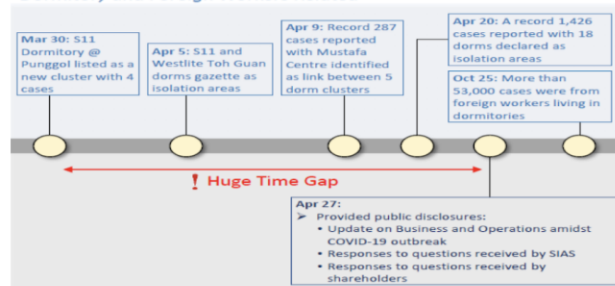 Mar 30: S11
Dormitory @
Punggol listed as a
new cluster with 4
cases
Apr 5: S11 and
Westlite Toh Guan
dorms gazette as
isolation areas
Apr 9: Record 287
cases reported
with Mustafa
Centre identified
as link between 5
dorm clusters
Apr 20: A record 1,426
cases reported with 18
dorms declared as
isolation areas
Oct 25: More than
53,000 cases were from
foreign workers living in
dormitories
! Huge Time Gap
Apr 27:
➢ Provided public disclosures:
• Update on Business and Operations amidst
COVID-19 outbreak
• Responses to questions received by SIAS
• Responses to questions received by
shareholders